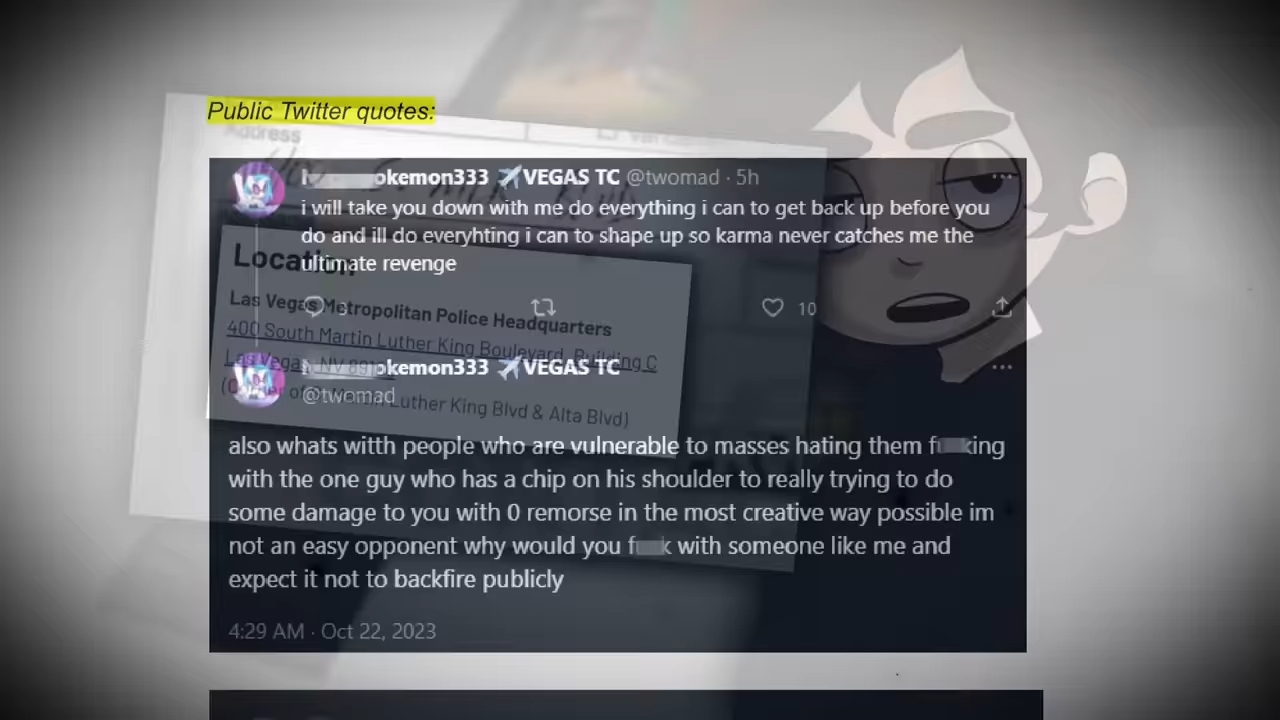 Public Twitter quotes:
Address
okemon333 VEGAS TC @twomad · 5h
i will take you down with me do everything i can to get back up before you
do and ill do everyhting i can to shape up so karma never catches me the
ultimate revenge
10
Location
Las Vegas Metropolitan Police Headquarters
400 South Martin Luther King Boulevard, Building C
Las Vegas, NV
Martin Luther King Blvd & Alta Blvd)
okemon333 VEGAS TC
@twomad
also whats witth people who are vulnerable to masses hating them f king
with the one guy who has a chip on his shoulder to really trying to do
some damage to you with 0 remorse in the most creative way possible im
not an easy opponent why would you f k with someone like me and
expect it not to backfire publicly
4:29 AM · Oct 22, 2023